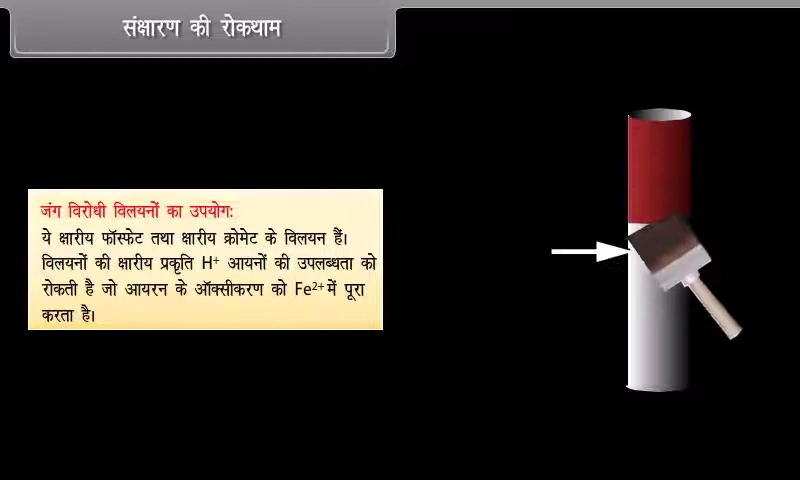 संक्षारण की रोकथाम
जंग विरोधी विलयनों का उपयोग:
ये क्षारीय फॉस्फेट तथा क्षारीय क्रोमेट के विलयन हैं।
विलयनों की क्षारीय प्रकृति H⁺ आयनों की उपलब्धता को
रोकती है जो आयरन के ऑक्सीकरण को Fe²⁺ में पूरा
करता है।